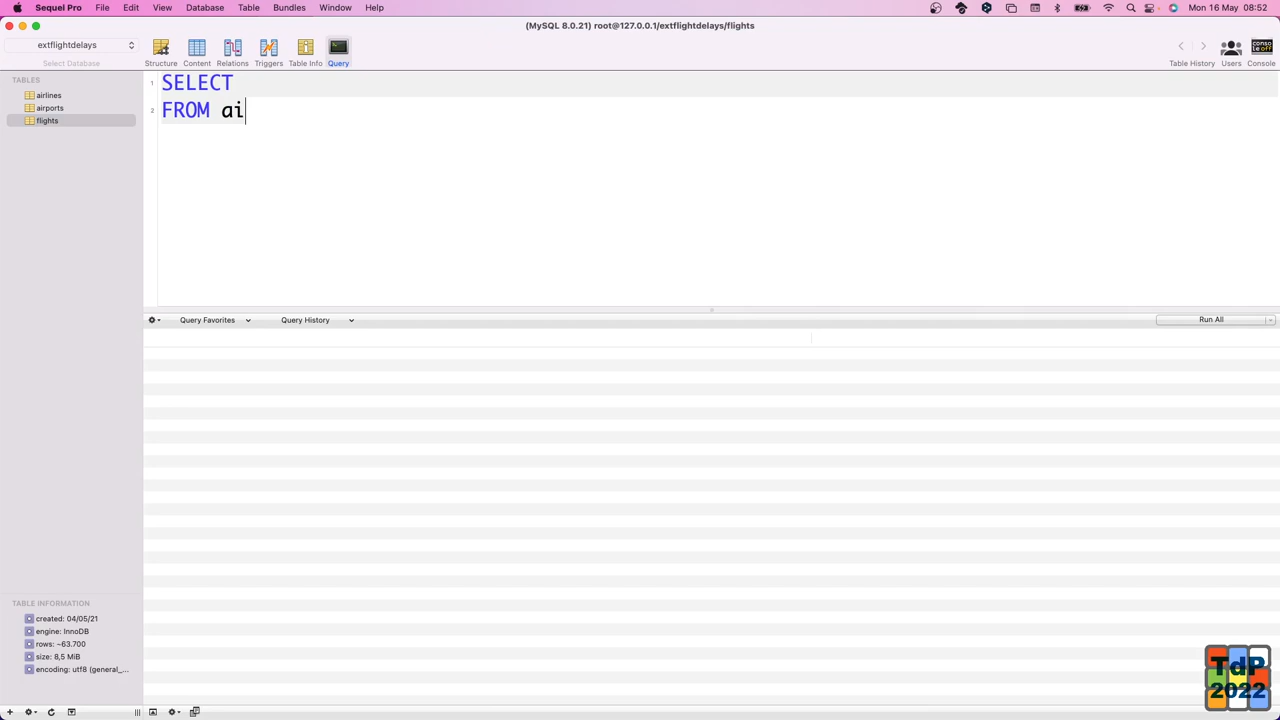 Sequel Pro File Edit View Database Table Bundles Window Help Mon 16 May 08:52
(MySQL 8.0.21) root@127.0.0.1/extflightdelays/flights
extflightdelays
Select Database
Structure Content Relations Triggers Table Info Query Table History Users Console
console off
TABLES
airlines
airports
flights
1 SELECT
2 FROM ai
Query Favorites Query History Run All
TABLE INFORMATION
created: 04/05/21
engine: InnoDB
rows: ~63.700
size: 8,5 MiB
encoding: utf8 (general_...
TdP
2022